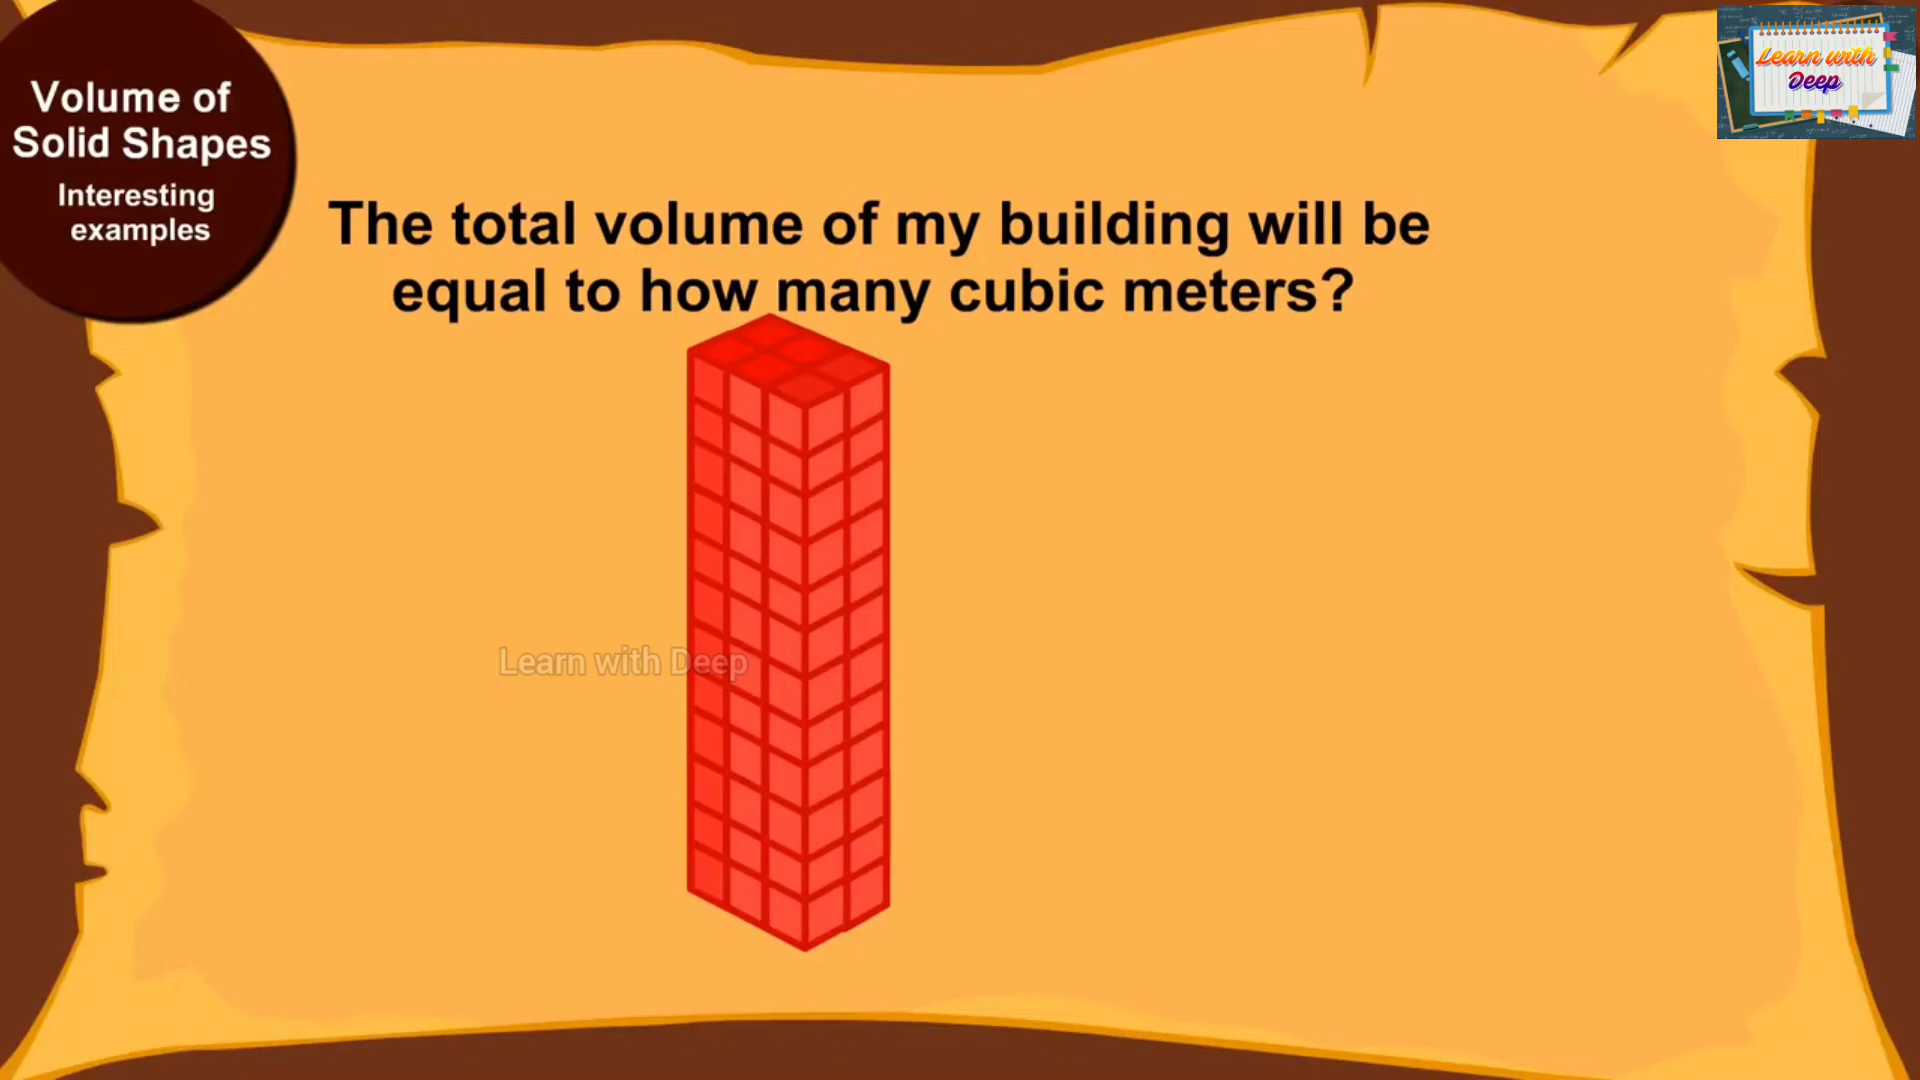 Volume of
Solid Shapes
Interesting
examples
Learn with
Deep
The total volume of my building will be
equal to how many cubic meters?
Learn with Deep